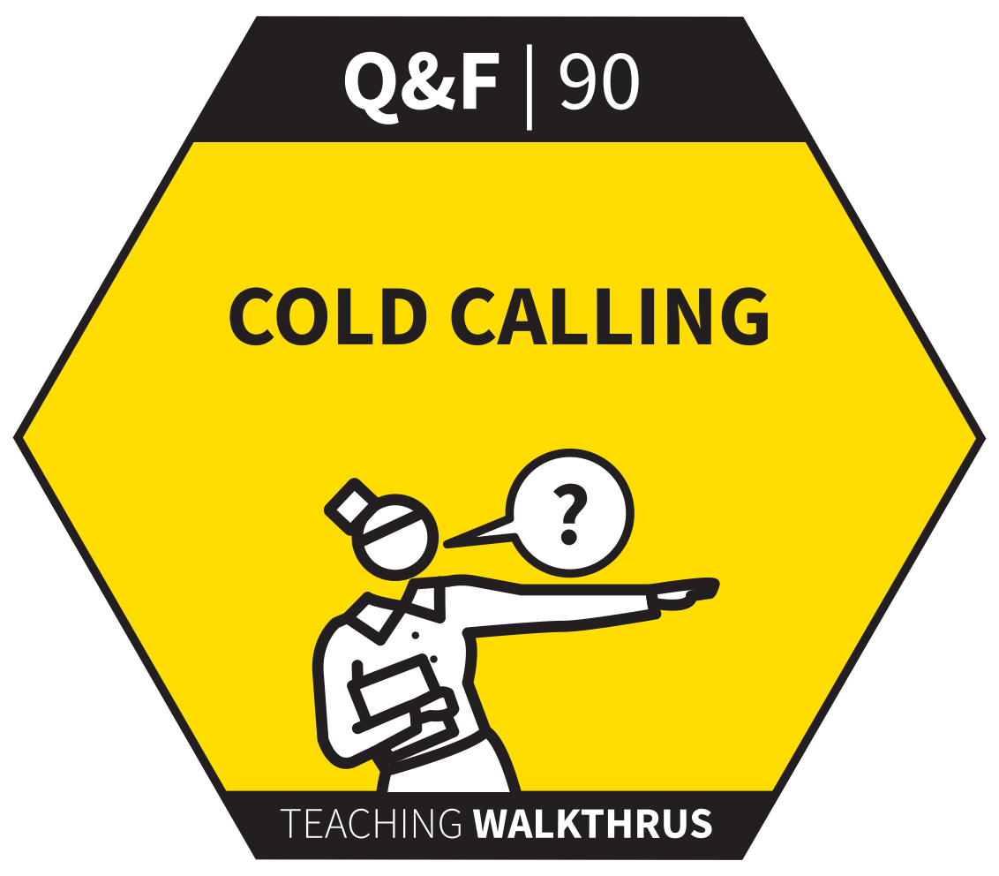 Q&F | 90
COLD CALLING
?
TEACHING WALKTHRUS